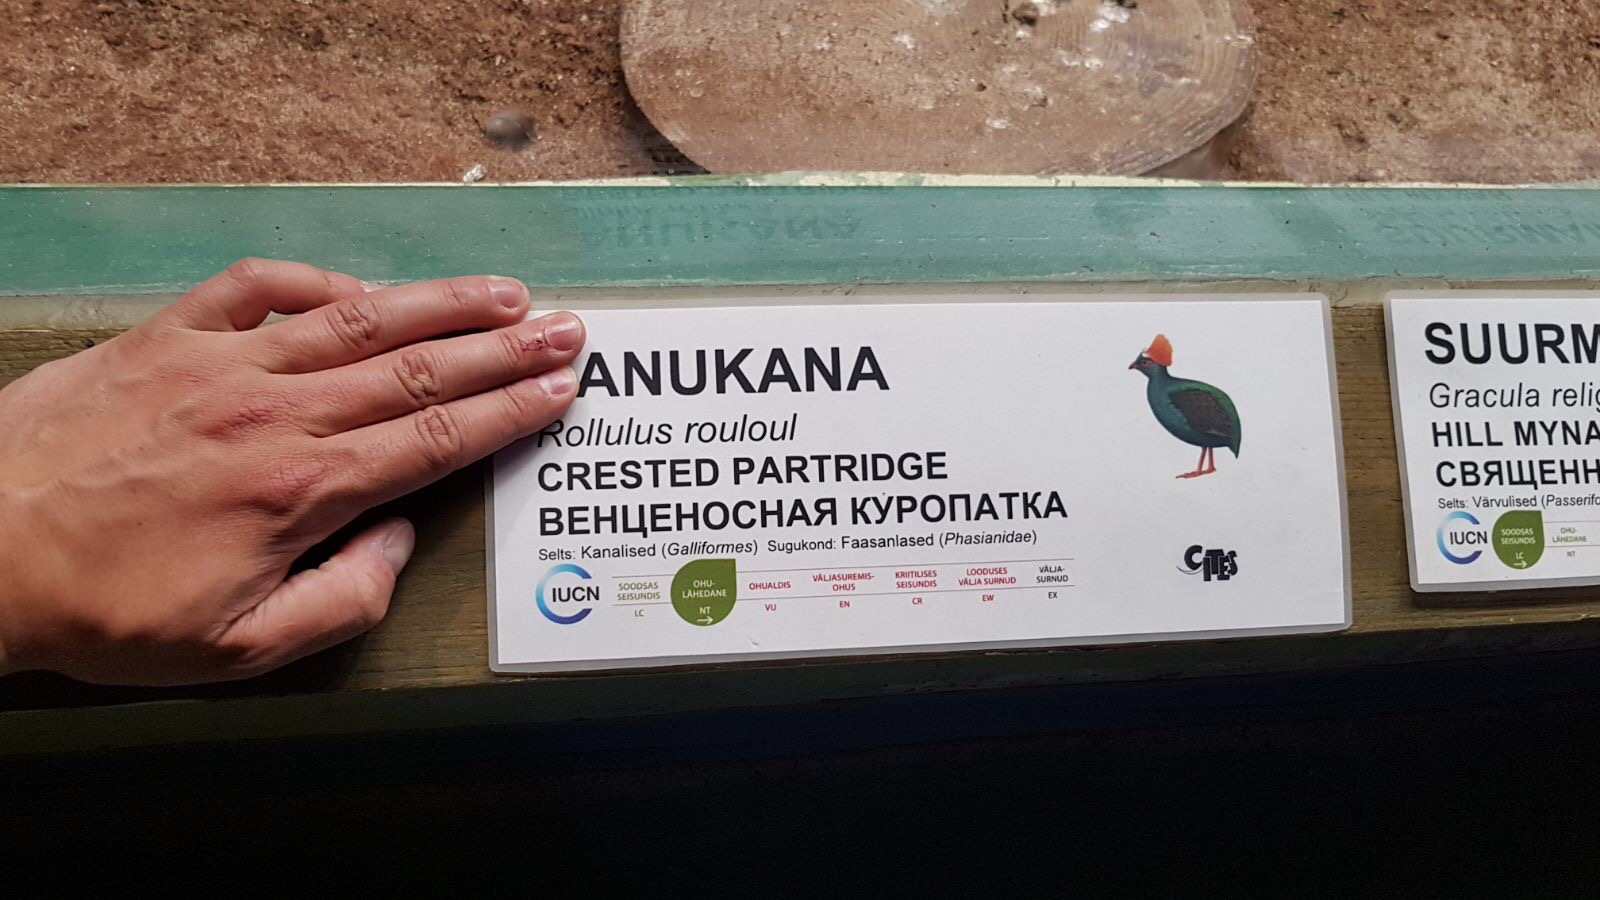 ANUKANA
Rollulus rouloul
CRESTED PARTRIDGE
ВЕНЦЕНОСНАЯ КУРОПАТКА
Selts: Kanalised (Galliformes) Sugukond: Faasanlased (Phasianidae)
IUCN
SOODSAS
SEISUNDIS
LC
OHU-
LÄHEDANE
NT
OHUALDIS
VU
VÄLJASUREMIS-
OHUS
EN
KRIITILISES
SEISUNDIS
CR
LOODUSES
VÄLJA SURNUD
EW
VÄLJA-
SURNUD
EX
CITES
SUURM
Gracula relig
HILL MYNA
СВЯЩЕНН
Selts: Värvulised (Passerifo
IUCN
SOODSAS
SEISUNDIS
LC
OHU-
LÄHEDANE
NT